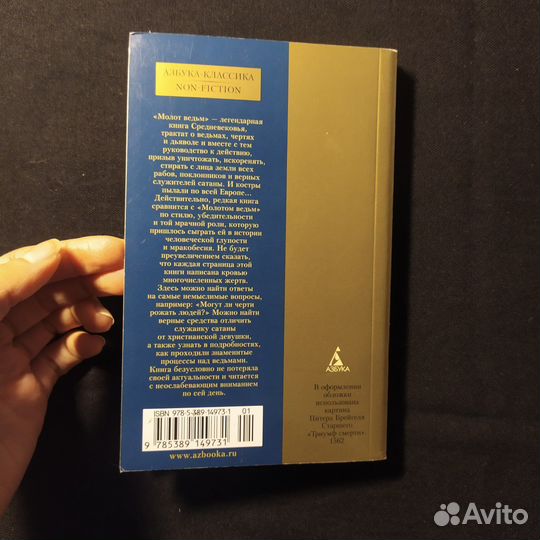 АЗБУКА-КЛАССИКА
NON-FICTION
«Молот ведьм» — легендарная
книга Средневековья,
трактат о ведьмах, чертях
и дьяволе и вместе с тем
руководство к действию,
призыв уничтожать, искоренять,
стирать с лица земли всех
рабов, поклонников и верных
служителей сатаны. И костры
пылали по всей Европе...
Действительно, редкая книга
сравнится с «Молотом ведьм»
по стилю, убедительности
и той мрачной роли, которую
пришлось сыграть ей в истории
человеческой глупости
и мракобесия. Не будет
преувеличением сказать,
что каждая страница этой
книги написана кровью
многочисленных жертв.
Здесь можно найти ответы
на самые немыслимые вопросы,
например: «Могут ли черти
рожать людей?» Можно найти
верные средства отличить
служанку сатаны
от христианской девушки,
а также узнать в подробностях,
как проходили знаменитые
процессы над ведьмами.
Книга безусловно не потеряла
своей актуальности и читается
с неослабевающим вниманием
по сей день.
ISBN 978-5-389-14973-1
01
9 785389 149731
www.azbooka.ru
АЗБУКА
В оформлении
обложки
использована
картина
Питера Брейгеля
Старшего
«Триумф смерти».
1562
Avito